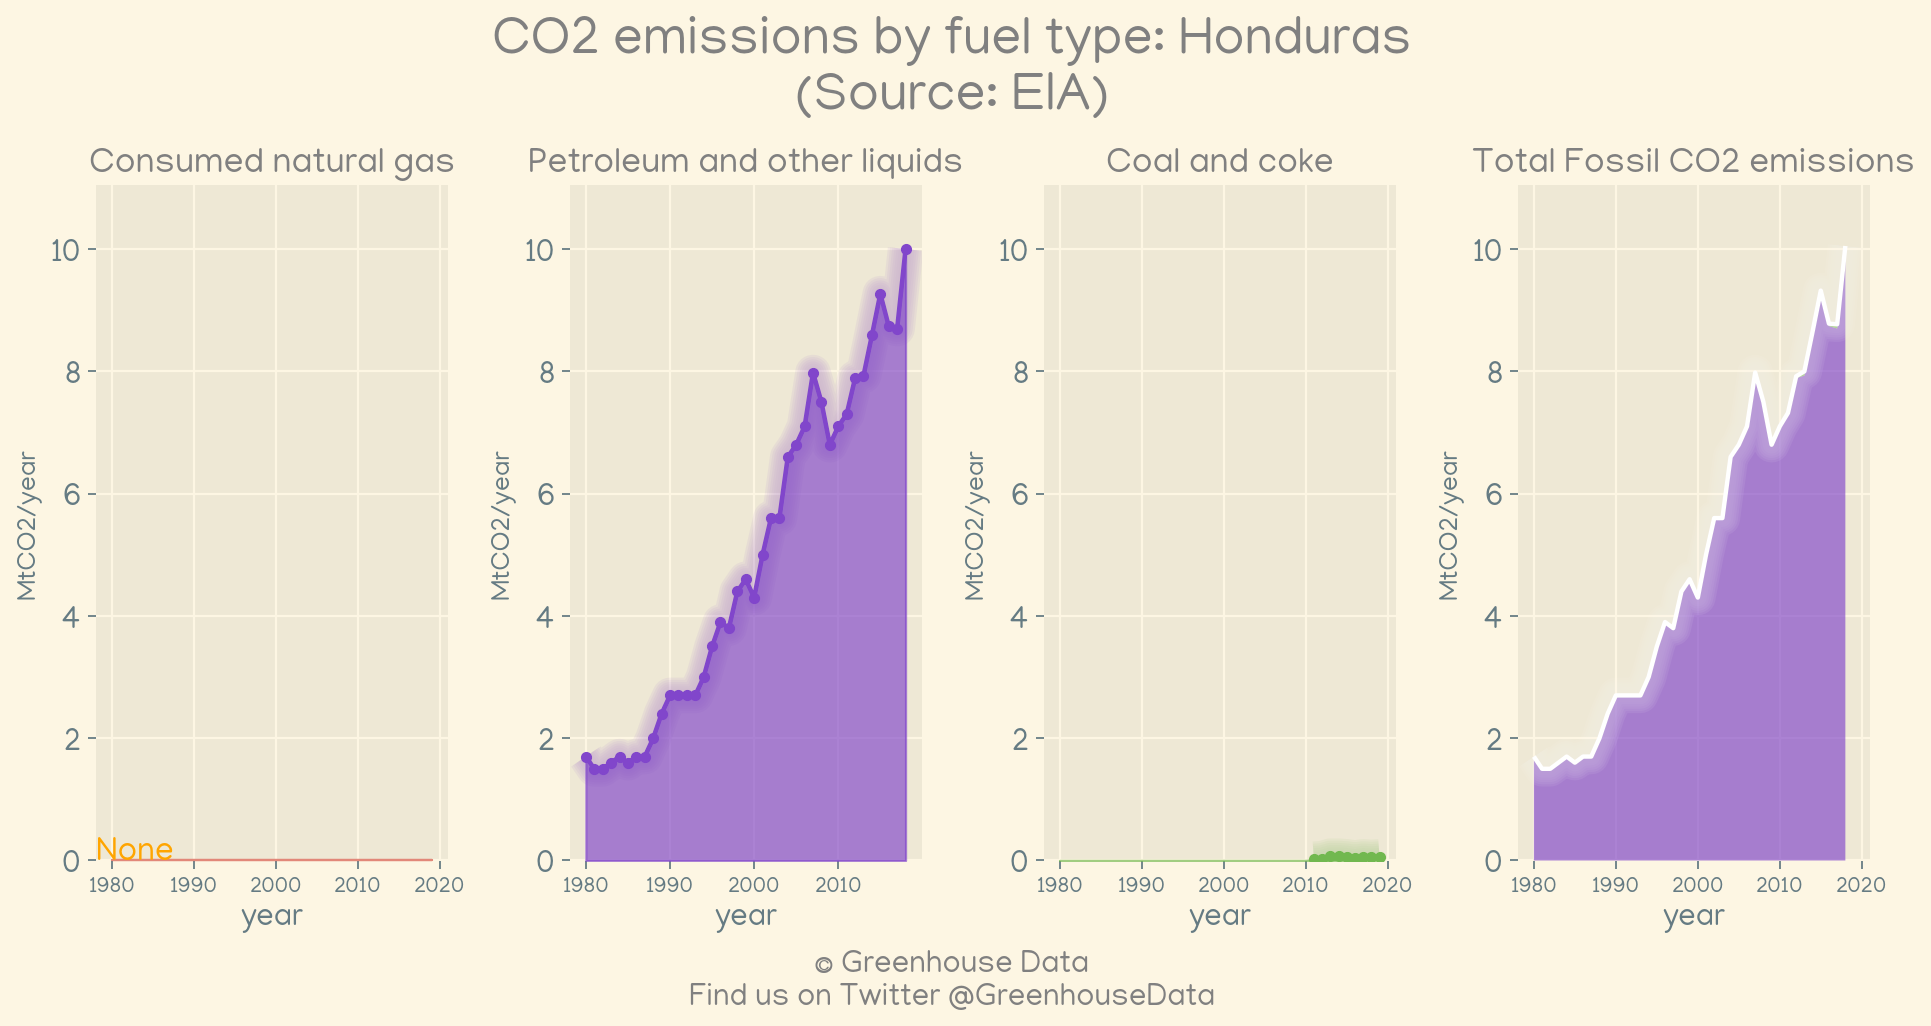 CO2 emissions by fuel type: Honduras
(Source: EIA)
Consumed natural gas
MtCO2/year
10
8
6
4
2
0
None
1980 1990 2000 2010 2020
year
Petroleum and other liquids
MtCO2/year
10
8
6
4
2
0
1980 1990 2000 2010
year
Coal and coke
MtCO2/year
10
8
6
4
2
0
1980 1990 2000 2010 2020
year
Total Fossil CO2 emissions
MtCO2/year
10
8
6
4
2
0
1980 1990 2000 2010 2020
year
© Greenhouse Data
Find us on Twitter @GreenhouseData